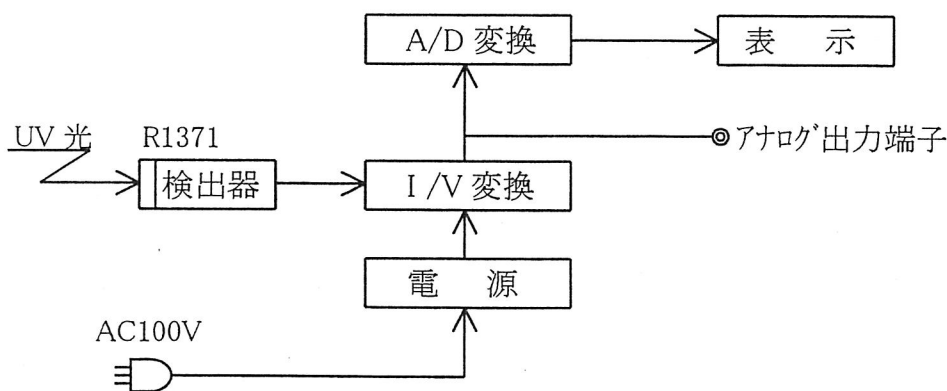 A/D 変換
表 示
UV 光
R1371
アナログ出力端子
検出器
I/V 変換
電 源
AC100V